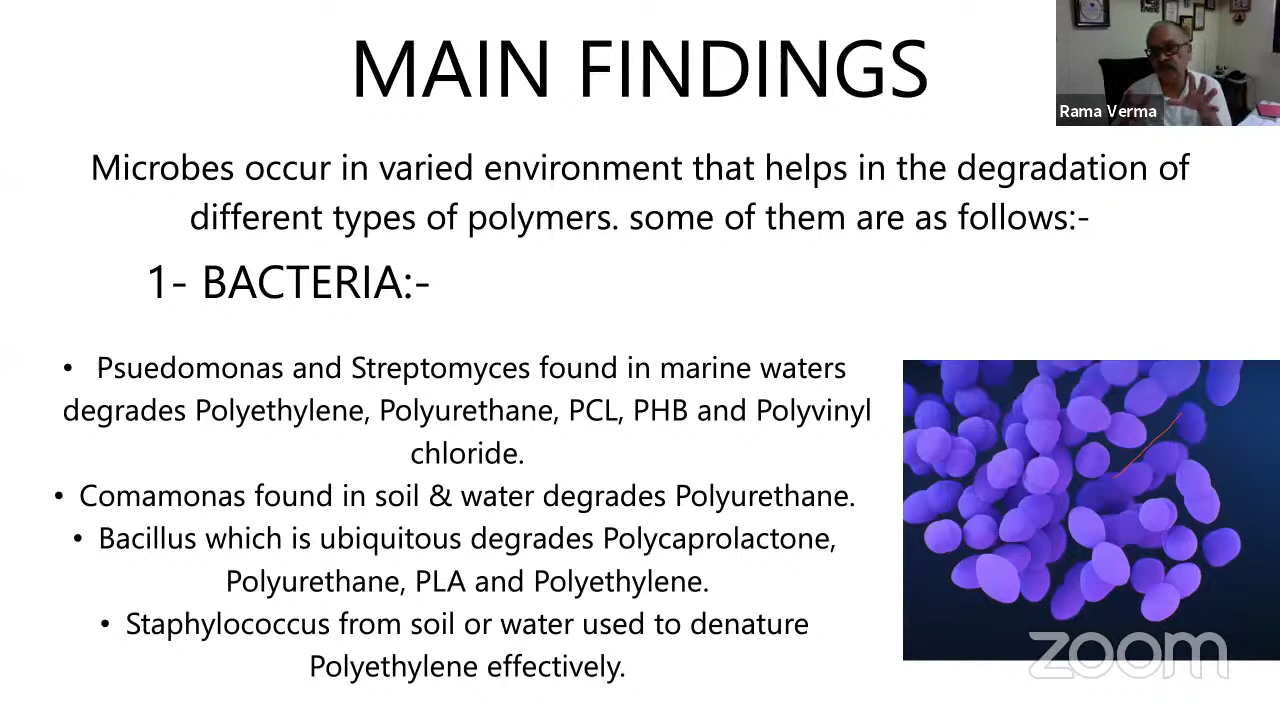 MAIN FINDINGS
Rama Verma
Microbes occur in varied environment that helps in the degradation of
different types of polymers. some of them are as follows:-
1- BACTERIA:-
• Psuedomonas and Streptomyces found in marine waters
degrades Polyethylene, Polyurethane, PCL, PHB and Polyvinyl
chloride.
• Comamonas found in soil & water degrades Polyurethane.
• Bacillus which is ubiquitous degrades Polycaprolactone,
Polyurethane, PLA and Polyethylene.
• Staphylococcus from soil or water used to denature
Polyethylene effectively.
zoom